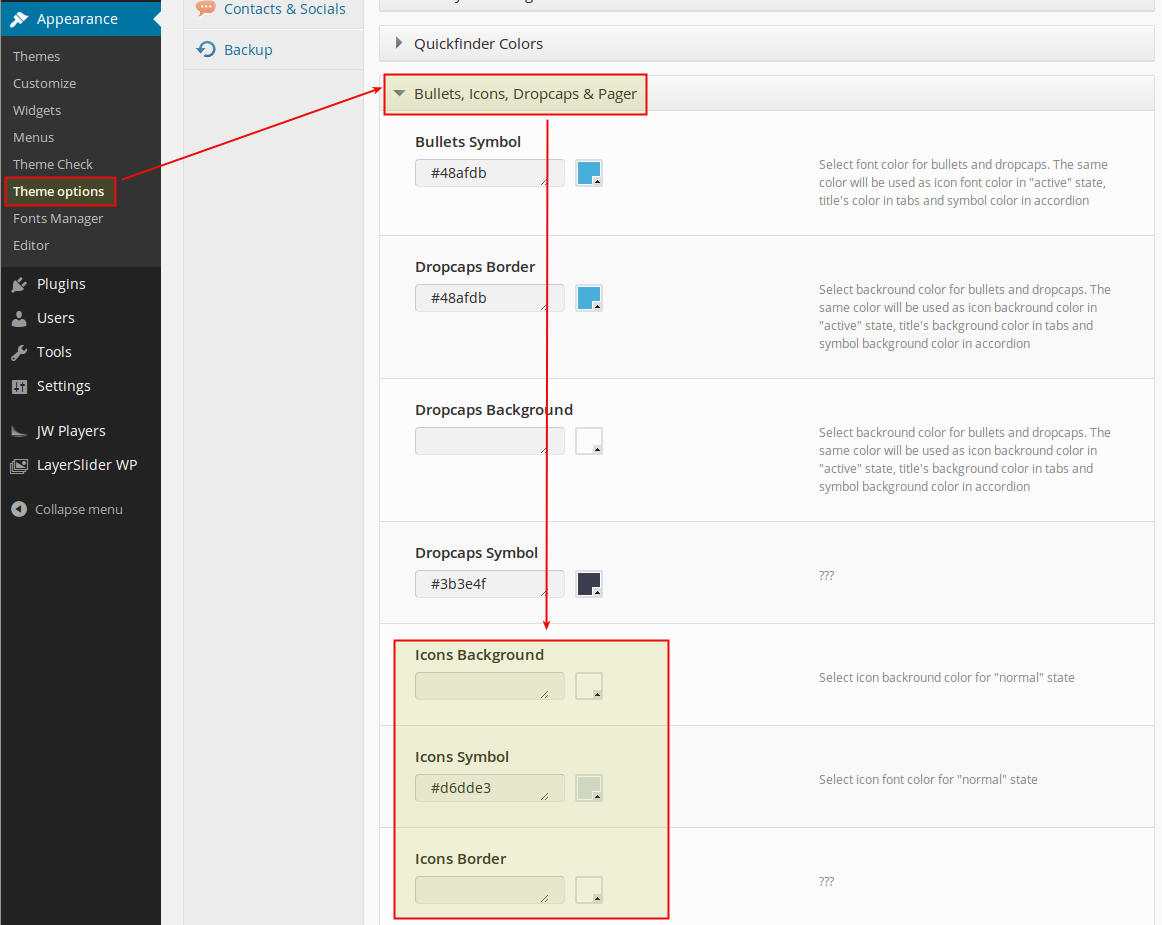 Appearance
Themes
Customize
Widgets
Menus
Theme Check
Theme options
Fonts Manager
Editor
Plugins
Users
Tools
Settings
JW Players
LayerSlider WP
Collapse menu
Contacts & Socials
Backup
Quickfinder Colors
Bullets, Icons, Dropcaps & Pager
Bullets Symbol
#48afdb
Select font color for bullets and dropcaps. The same
color will be used as icon font color in "active" state,
title's color in tabs and symbol color in accordion
Dropcaps Border
#48afdb
Select backround color for bullets and dropcaps. The
same color will be used as icon backround color in
"active" state, title's background color in tabs and
symbol background color in accordion
Dropcaps Background
Select backround color for bullets and dropcaps. The
same color will be used as icon backround color in
"active" state, title's background color in tabs and
symbol background color in accordion
Dropcaps Symbol
#3b3e4f
???
Icons Background
Select icon backround color for "normal" state
Icons Symbol
#d6dde3
Select icon font color for "normal" state
Icons Border
???